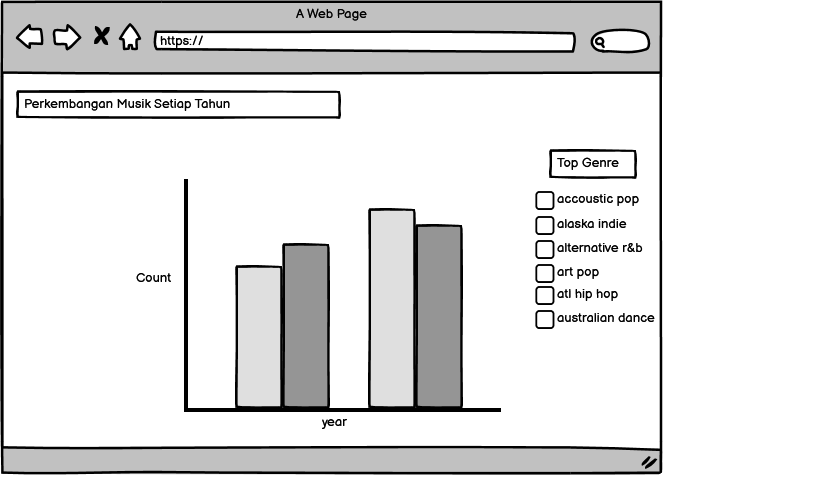 A Web Page
https://
Perkembangan Musik Setiap Tahun
Top Genre
accoustic pop
alaska indie
alternative r&b
art pop
atl hip hop
australian dance
Count
year